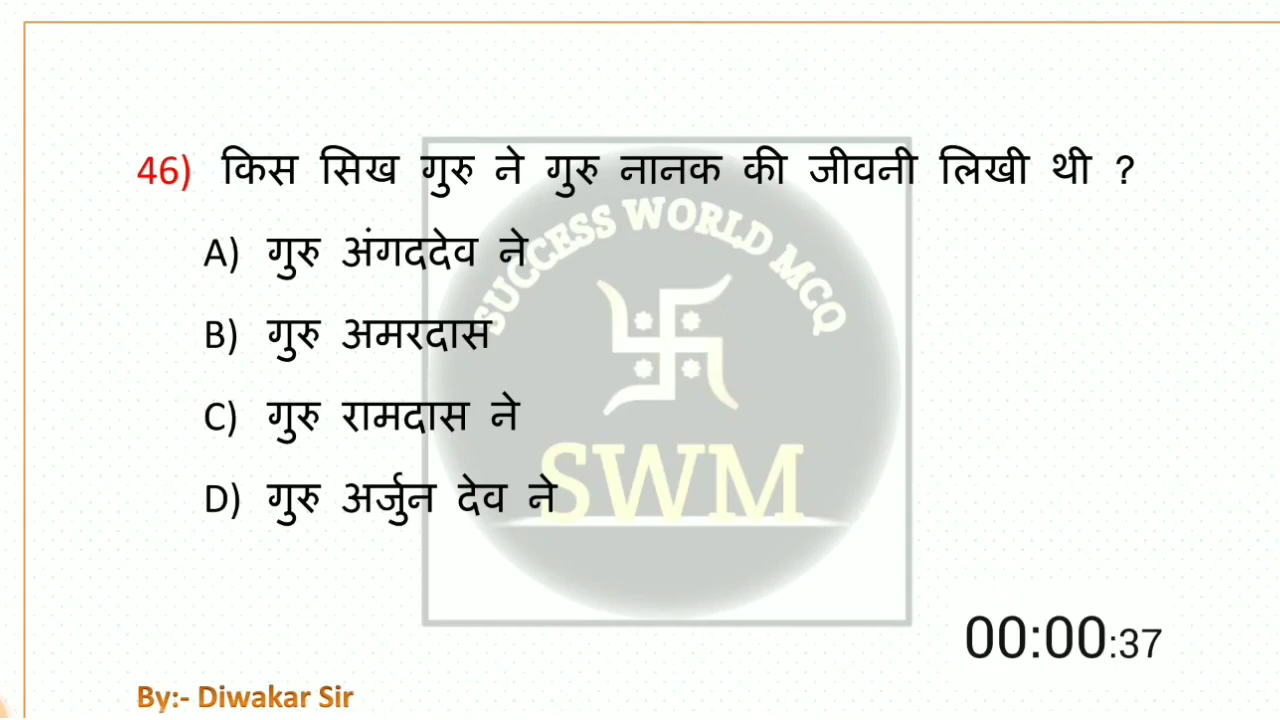 46) किस सिख गुरु ने गुरु नानक की जीवनी लिखी थी ?
A) गुरु अंगददेव ने
B) गुरु अमरदास
C) गुरु रामदास ने
D) गुरु अर्जुन देव ने
SUCCESS WORLD MCQ
SWM
00:00:37
By:- Diwakar Sir